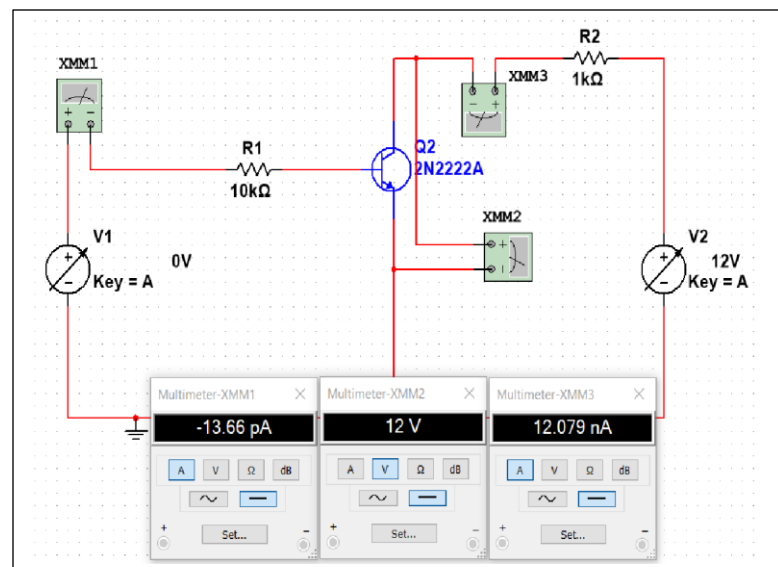 XMM1
R1
10kΩ
Q2
2N2222A
XMM3
R2
1kΩ
XMM2
V1
0V
Key = A
V2
12V
Key = A
Multimeter-XMM1
-13.66 pA
A V Ω dB
Set...
Multimeter-XMM2
12 V
A V Ω dB
Set...
Multimeter-XMM3
12.079 nA
A V Ω dB
Set...